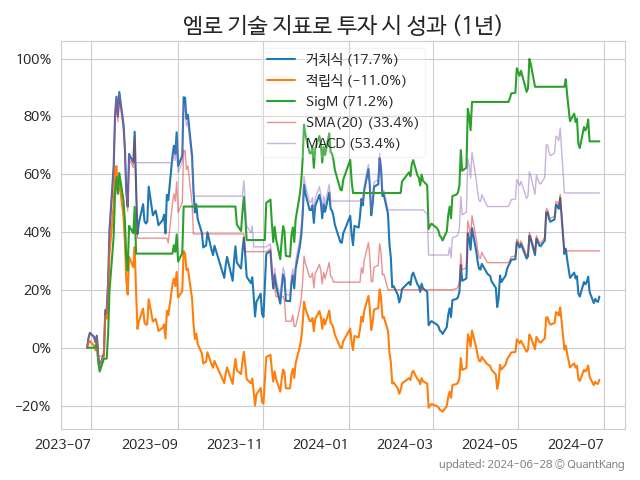 엠로 기술 지표로 투자 시 성과 (1년)
거치식 (17.7%)
적립식 (−11.0%)
SigM (71.2%)
SMA(20) (33.4%)
MACD (53.4%)
100%
80%
60%
40%
20%
0%
−20%
2023-07 2023-09 2023-11 2024-01 2024-03 2024-05 2024-07
updated: 2024-06-28 © QuantKang